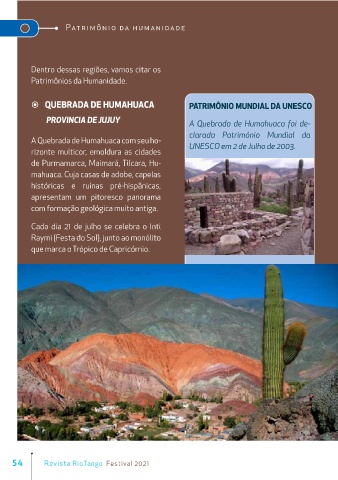 Patrimônio da humanidade
Dentro dessas regiões, vamos citar os
Patrimônios da Humanidade.
QUEBRADA DE HUMAHUACA
PROVINCIA DE JUJUY
A Quebrada de Humahuaca com seu ho-
rizonte multicor, emoldura as cidades
de Purmamarca, Maimará, Tilcara, Hu-
mahuaca. Cuja casas de adobe, capelas
históricas e ruínas pré-hispânicas,
apresentam um pitoresco panorama
com formação geológica muito antiga.
Cada dia 21 de julho se celebra o Inti
Raymi (Festa do Sol), junto ao monólito
que marca o Trópico de Capricórnio.
PATRIMÔNIO MUNDIAL DA UNESCO
A Quebrada de Humahuaca foi de-
clarada Patrimônio Mundial da
UNESCO em 2 de Julho de 2003.
54 Revista RioTango Festival 2021